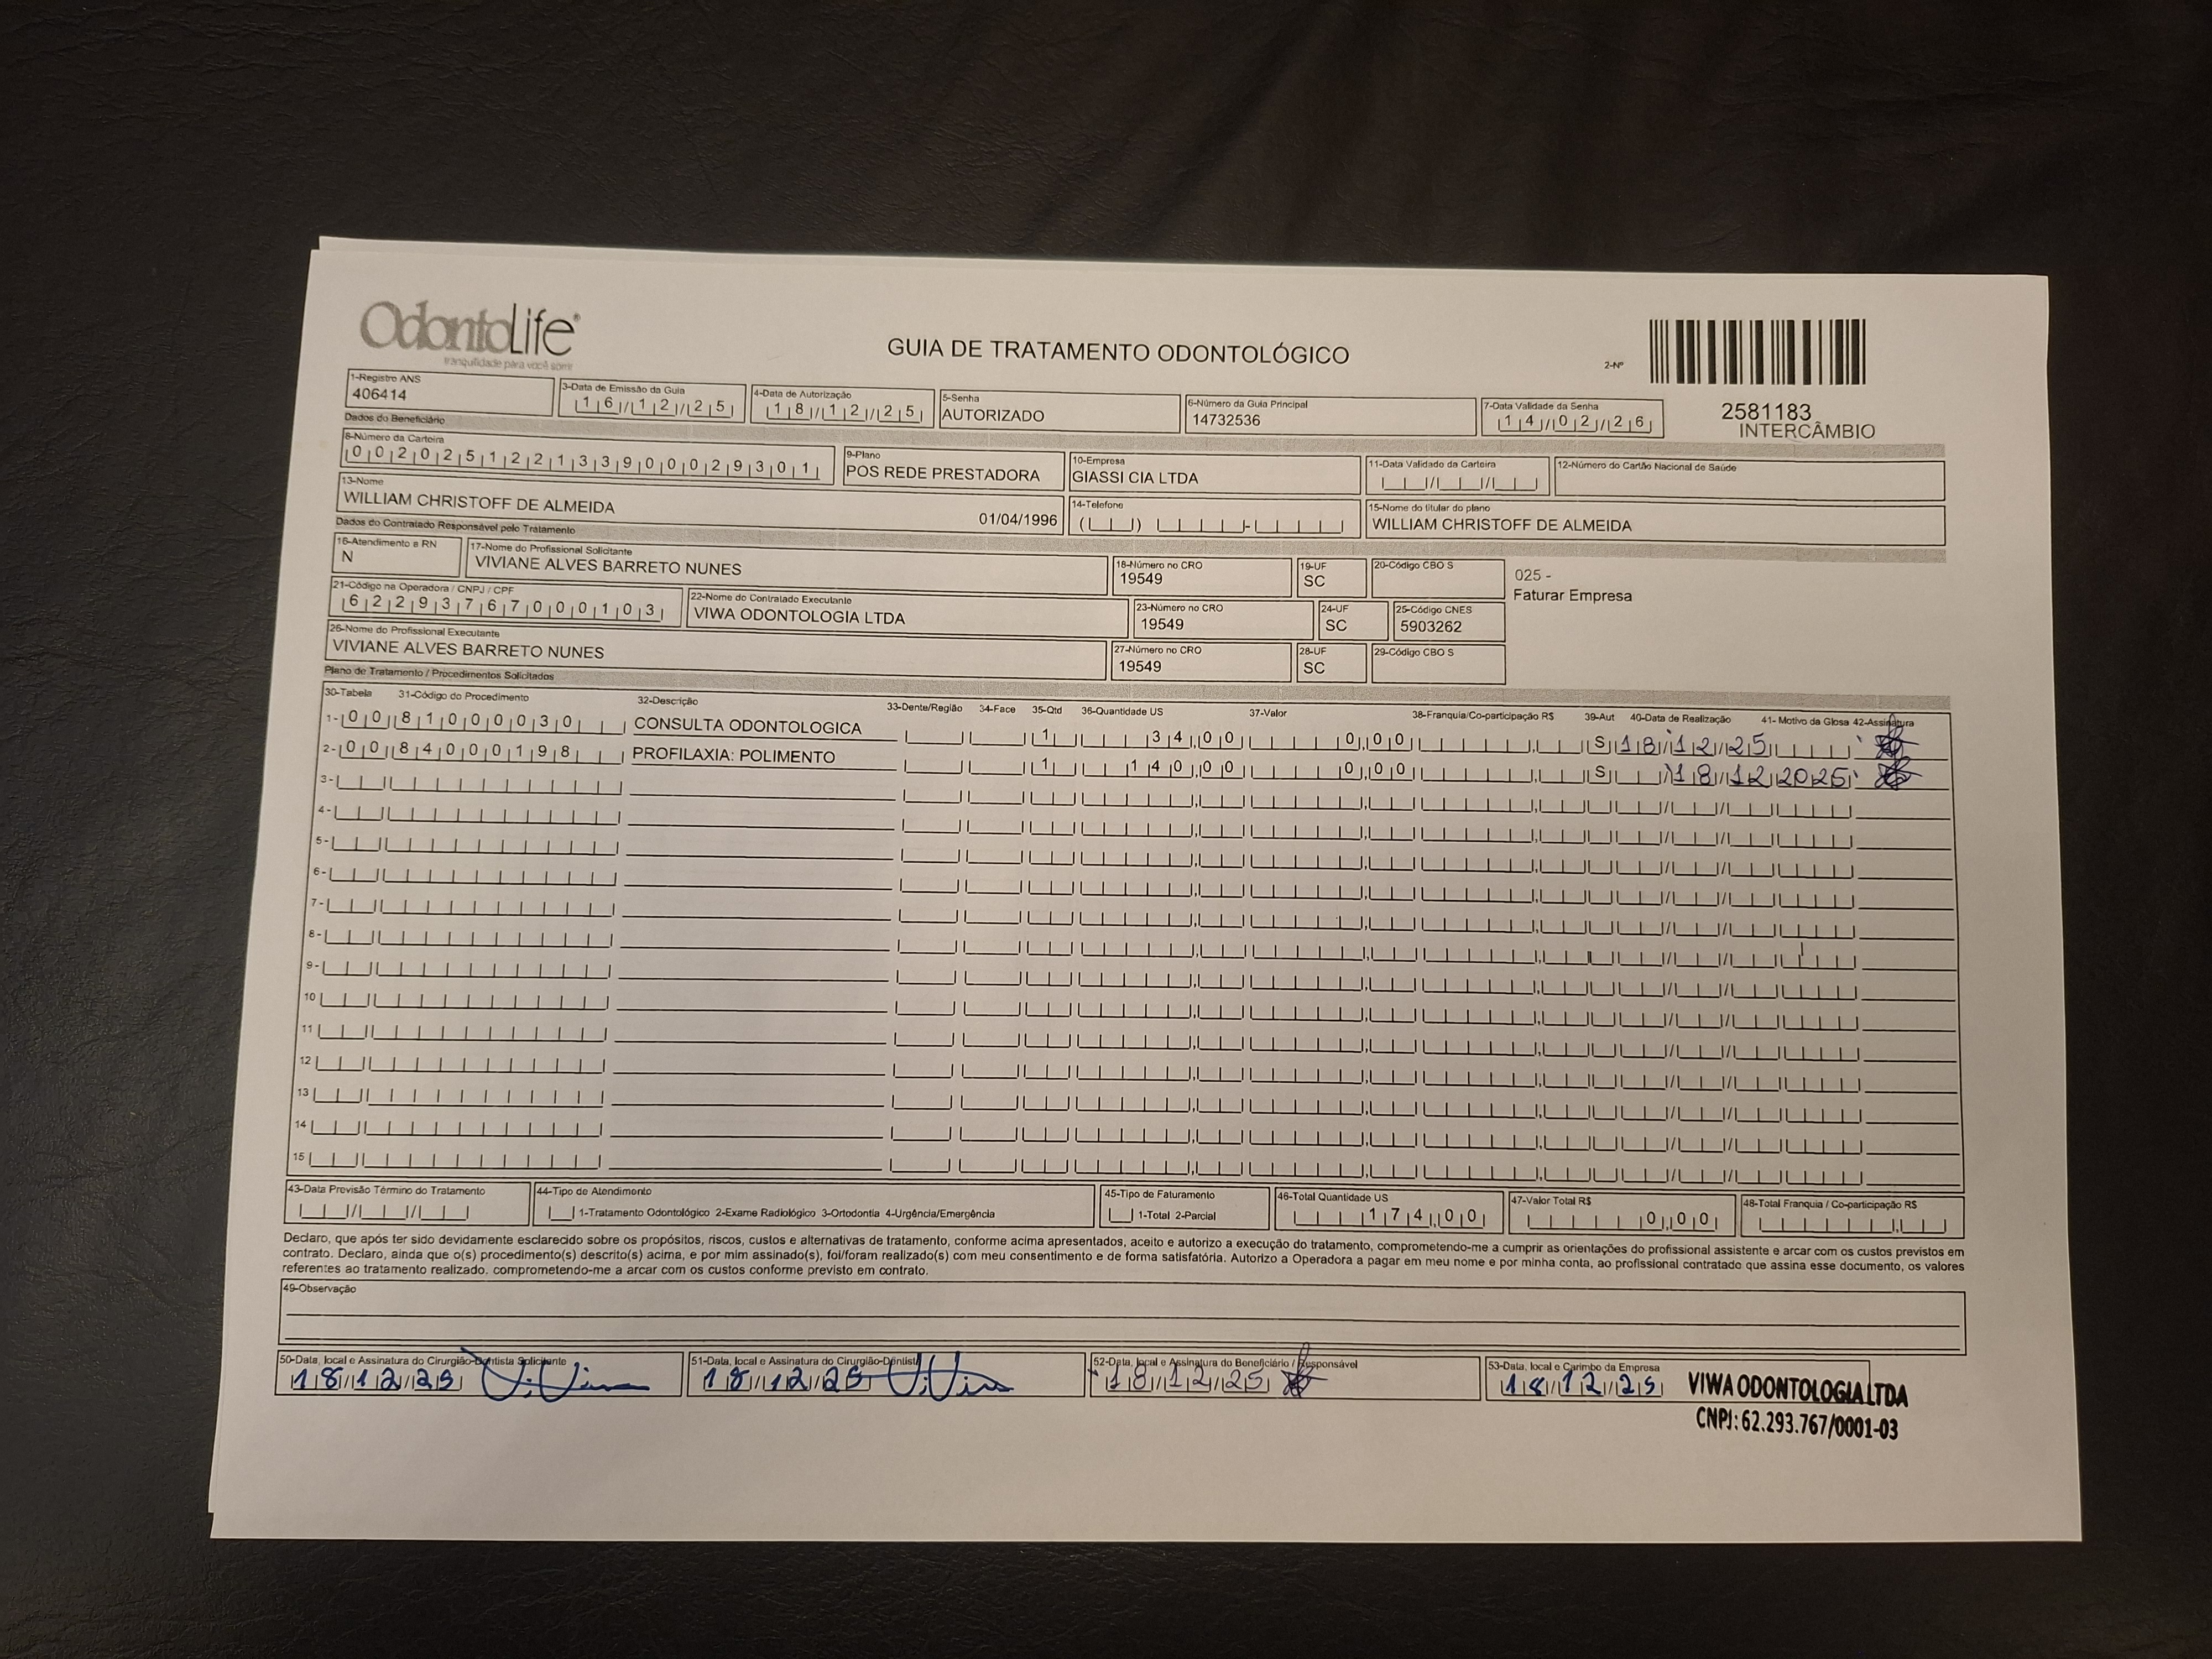 OdontoLife®
tranquilidade para você sorrir
GUIA DE TRATAMENTO ODONTOLÓGICO
2-Nº
2581183
INTERCÂMBIO
1-Registro ANS
406414
3-Data de Emissão da Guia
16/12/25
4-Data de Autorização
18/12/25
5-Senha
AUTORIZADO
6-Número da Guia Principal
14732536
7-Data Validade da Senha
14/02/26
Dados do Beneficiário
8-Número da Carteira
002025122133900029301
9-Plano
POS REDE PRESTADORA
10-Empresa
GIASSI CIA LTDA
11-Data Validade da Carteira
12-Número do Cartão Nacional de Saúde
13-Nome
WILLIAM CHRISTOFF DE ALMEIDA 01/04/1996
14-Telefone
15-Nome do titular do plano
WILLIAM CHRISTOFF DE ALMEIDA
Dados do Contratado Responsável pelo Tratamento
16-Atendimento a RN
N
17-Nome do Profissional Solicitante
VIVIANE ALVES BARRETO NUNES
18-Número no CRO
19549
19-UF
SC
20-Código CBO S
025 -
Faturar Empresa
21-Código na Operadora / CNPJ / CPF
62293767000103
22-Nome do Contratado Executante
VIWA ODONTOLOGIA LTDA
23-Número no CRO
19549
24-UF
SC
25-Código CNES
5903262
26-Nome do Profissional Executante
VIVIANE ALVES BARRETO NUNES
27-Número no CRO
19549
28-UF
SC
29-Código CBO S
Plano de Tratamento / Procedimentos Solicitados
30-Tabela 31-Código do Procedimento 32-Descrição 33-Dente/Região 34-Face 35-Qtd 36-Quantidade US 37-Valor 38-Franquia/Co-participação R$ 39-Aut 40-Data de Realização 41- Motivo da Glosa 42-Assinatura
1- 00 81000030 CONSULTA ODONTOLOGICA 1 34,00 0,00 S 18/12/25
2- 00 84000198 PROFILAXIA: POLIMENTO 1 140,00 0,00 S 18/12/2025
3-
4-
5-
6-
7-
8-
9-
10
11
12
13
14
15
43-Data Previsão Término do Tratamento
44-Tipo de Atendimento
1-Tratamento Odontológico 2-Exame Radiológico 3-Ortodontia 4-Urgência/Emergência
45-Tipo de Faturamento
1-Total 2-Parcial
46-Total Quantidade US
174,00
47-Valor Total R$
0,00
48-Total Franquia / Co-participação R$
Declaro, que após ter sido devidamente esclarecido sobre os propósitos, riscos, custos e alternativas de tratamento, conforme acima apresentados, aceito e autorizo a execução do tratamento, comprometendo-me a cumprir as orientações do profissional assistente e arcar com os custos previstos em
contrato. Declaro, ainda que o(s) procedimento(s) descrito(s) acima, e por mim assinado(s), foi/foram realizado(s) com meu consentimento e de forma satisfatória. Autorizo a Operadora a pagar em meu nome e por minha conta, ao profissional contratado que assina esse documento, os valores
referentes ao tratamento realizado. comprometendo-me a arcar com os custos conforme previsto em contrato.
49-Observação
50-Data, local e Assinatura do Cirurgião-Dentista Solicitante
18/12/25
51-Data, local e Assinatura do Cirurgião-Dentista
18/12/25
52-Data, local e Assinatura do Beneficiário / Responsável
18/12/25
53-Data, local e Carimbo da Empresa
18/12/25
VIWA ODONTOLOGIA LTDA
CNPJ: 62.293.767/0001-03